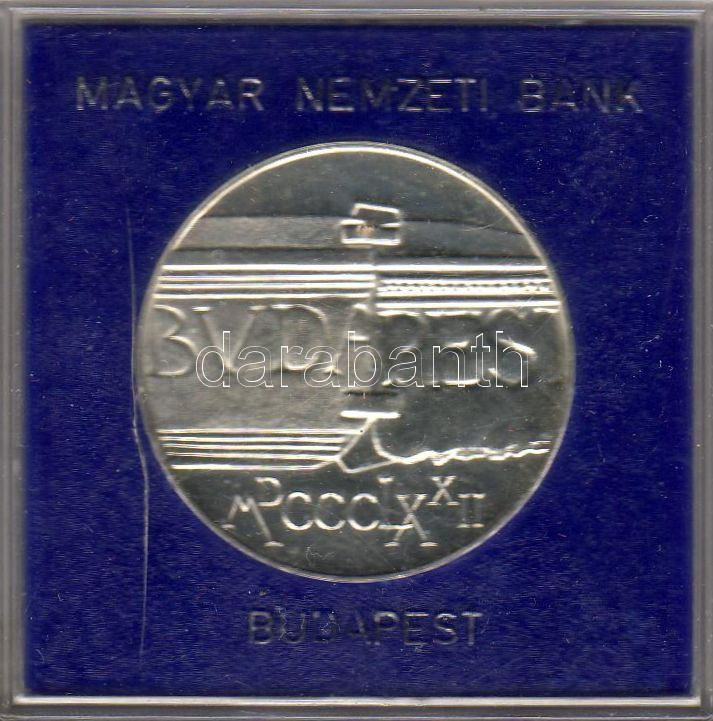 MAGYAR NEMZETI BANK
BVDAPEST
darabanth
MDCCCLXXII
BUDAPEST